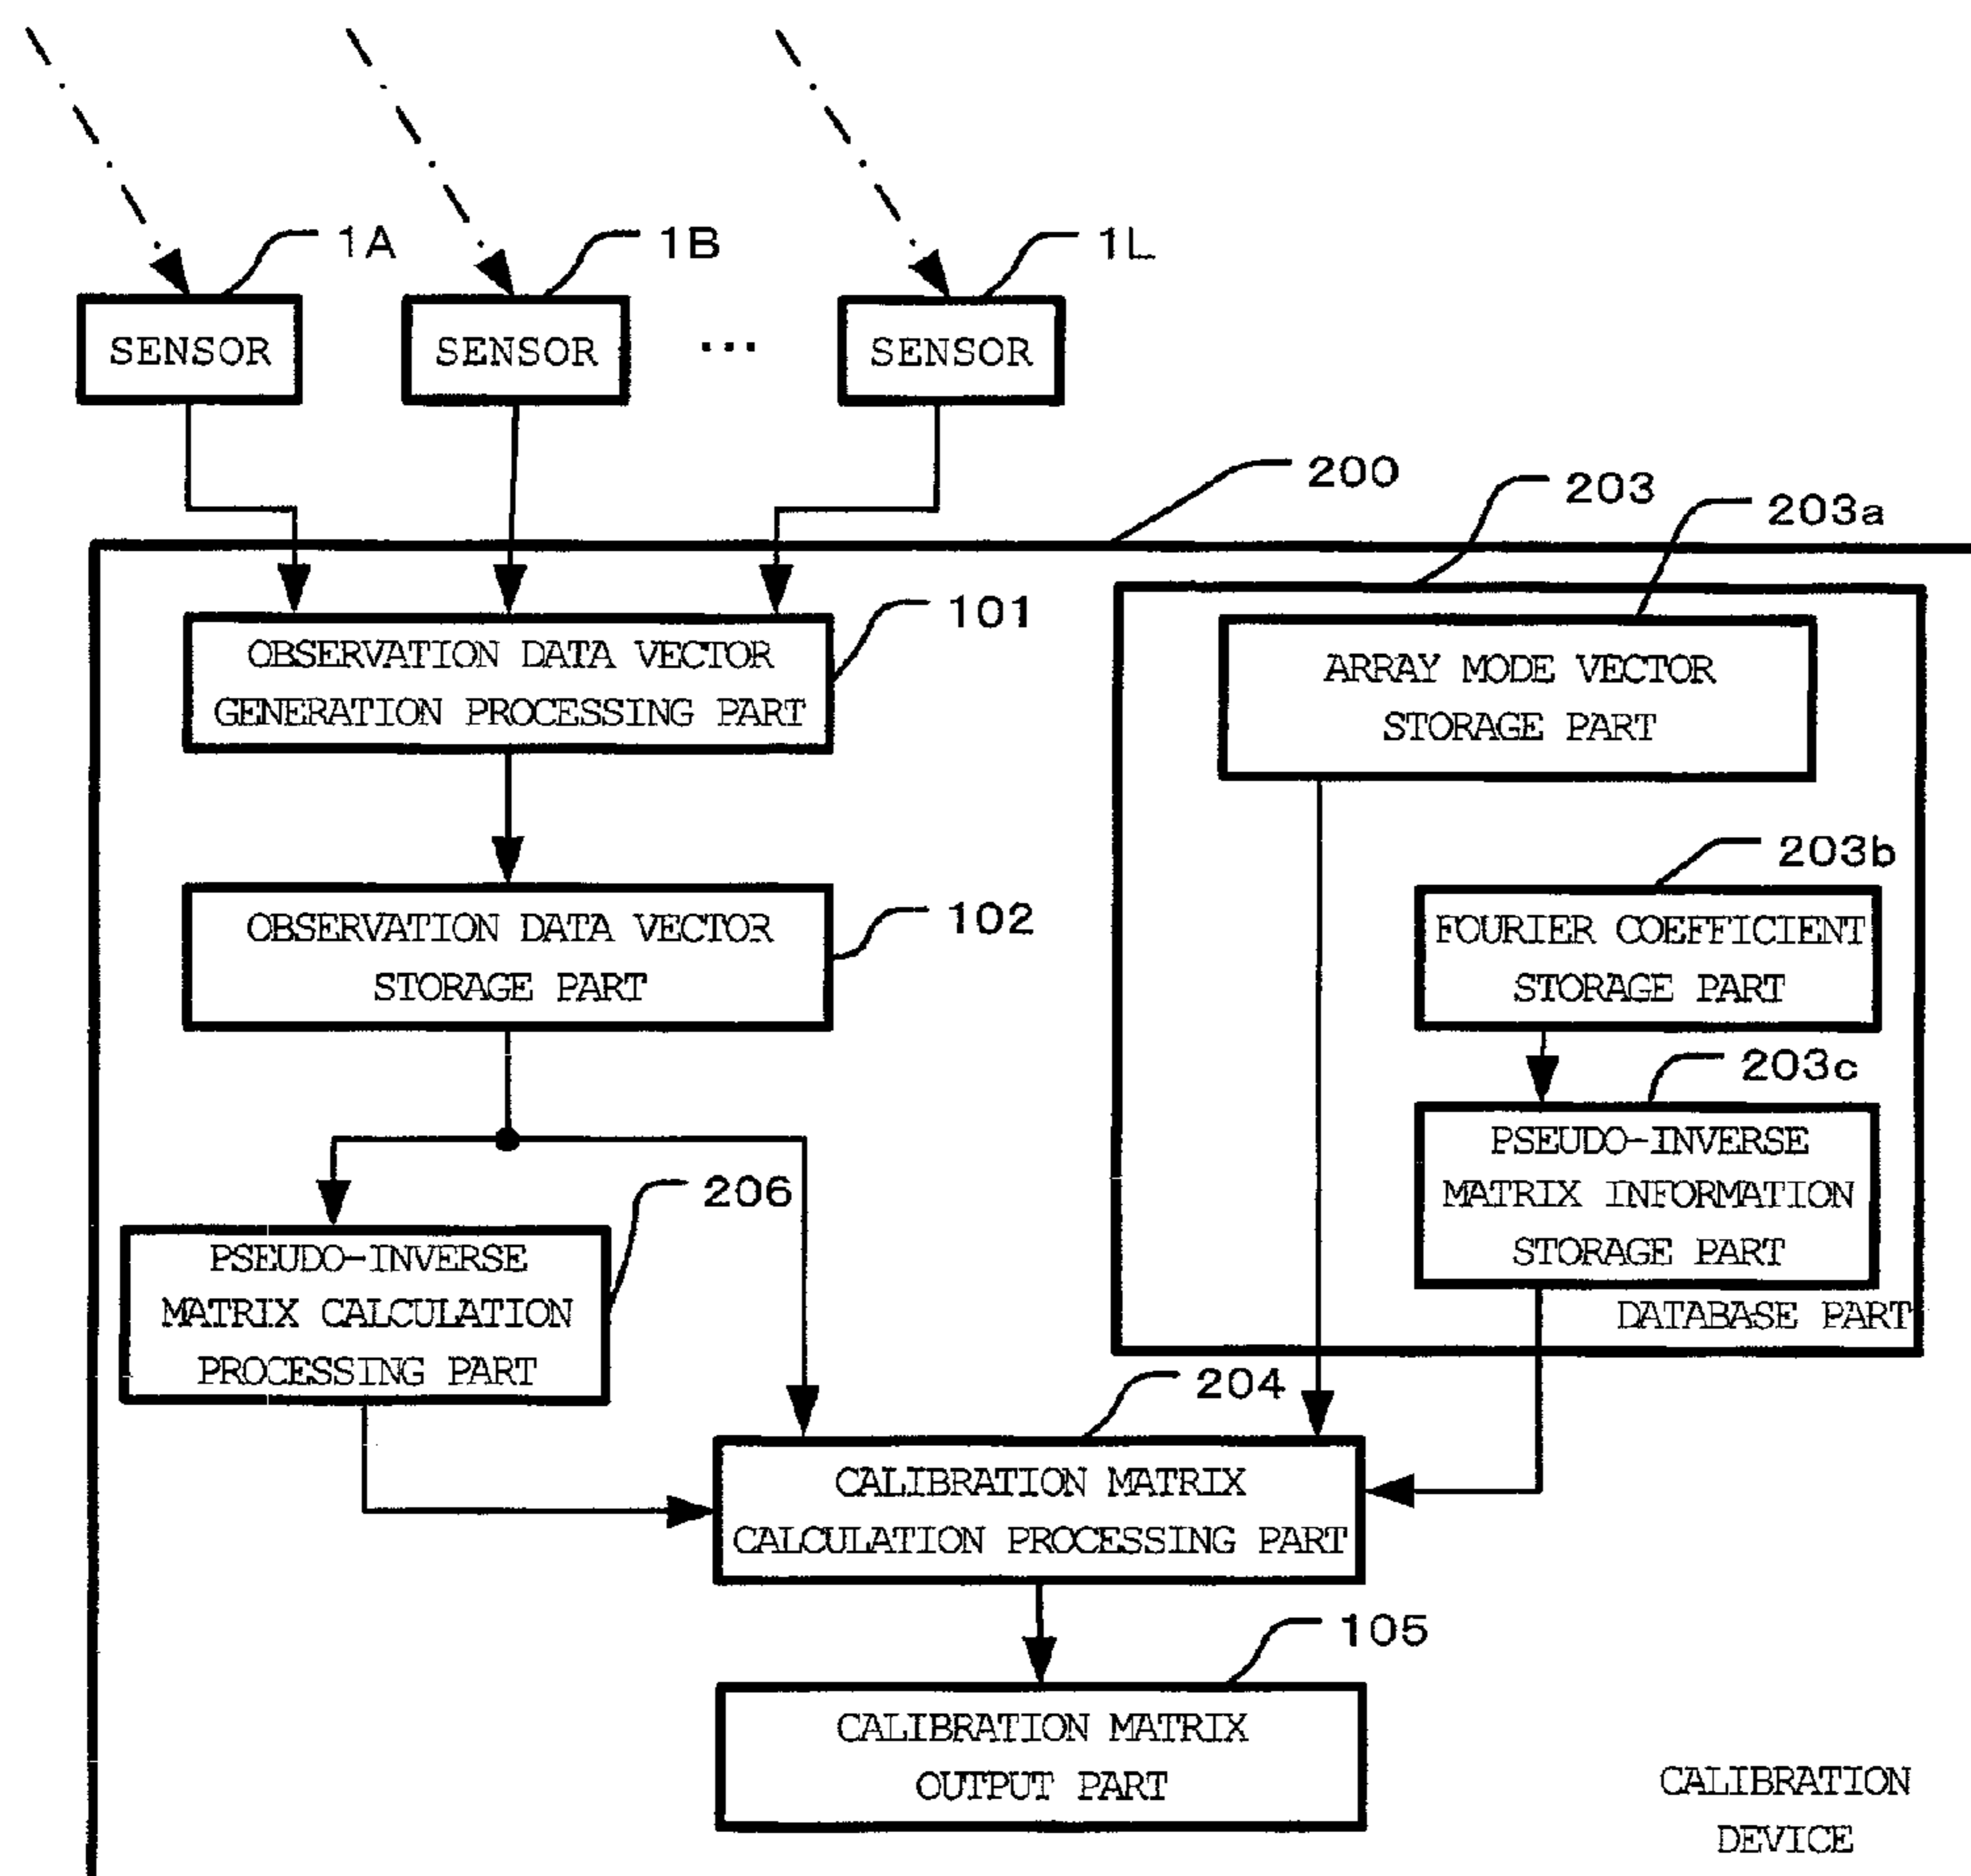 1A
1B
1L
SENSOR
SENSOR
...
SENSOR
200
203
203a
101
OBSERVATION DATA VECTOR
GENERATION PROCESSING PART
ARRAY MODE VECTOR
STORAGE PART
102
OBSERVATION DATA VECTOR
STORAGE PART
203b
FOURIER COEFFICIENT
STORAGE PART
203c
PSEUDO-INVERSE
MATRIX INFORMATION
STORAGE PART
DATABASE PART
206
PSEUDO-INVERSE
MATRIX CALCULATION
PROCESSING PART
204
CALIBRATION MATRIX
CALCULATION PROCESSING PART
105
CALIBRATION MATRIX
OUTPUT PART
CALIBRATION
DEVICE